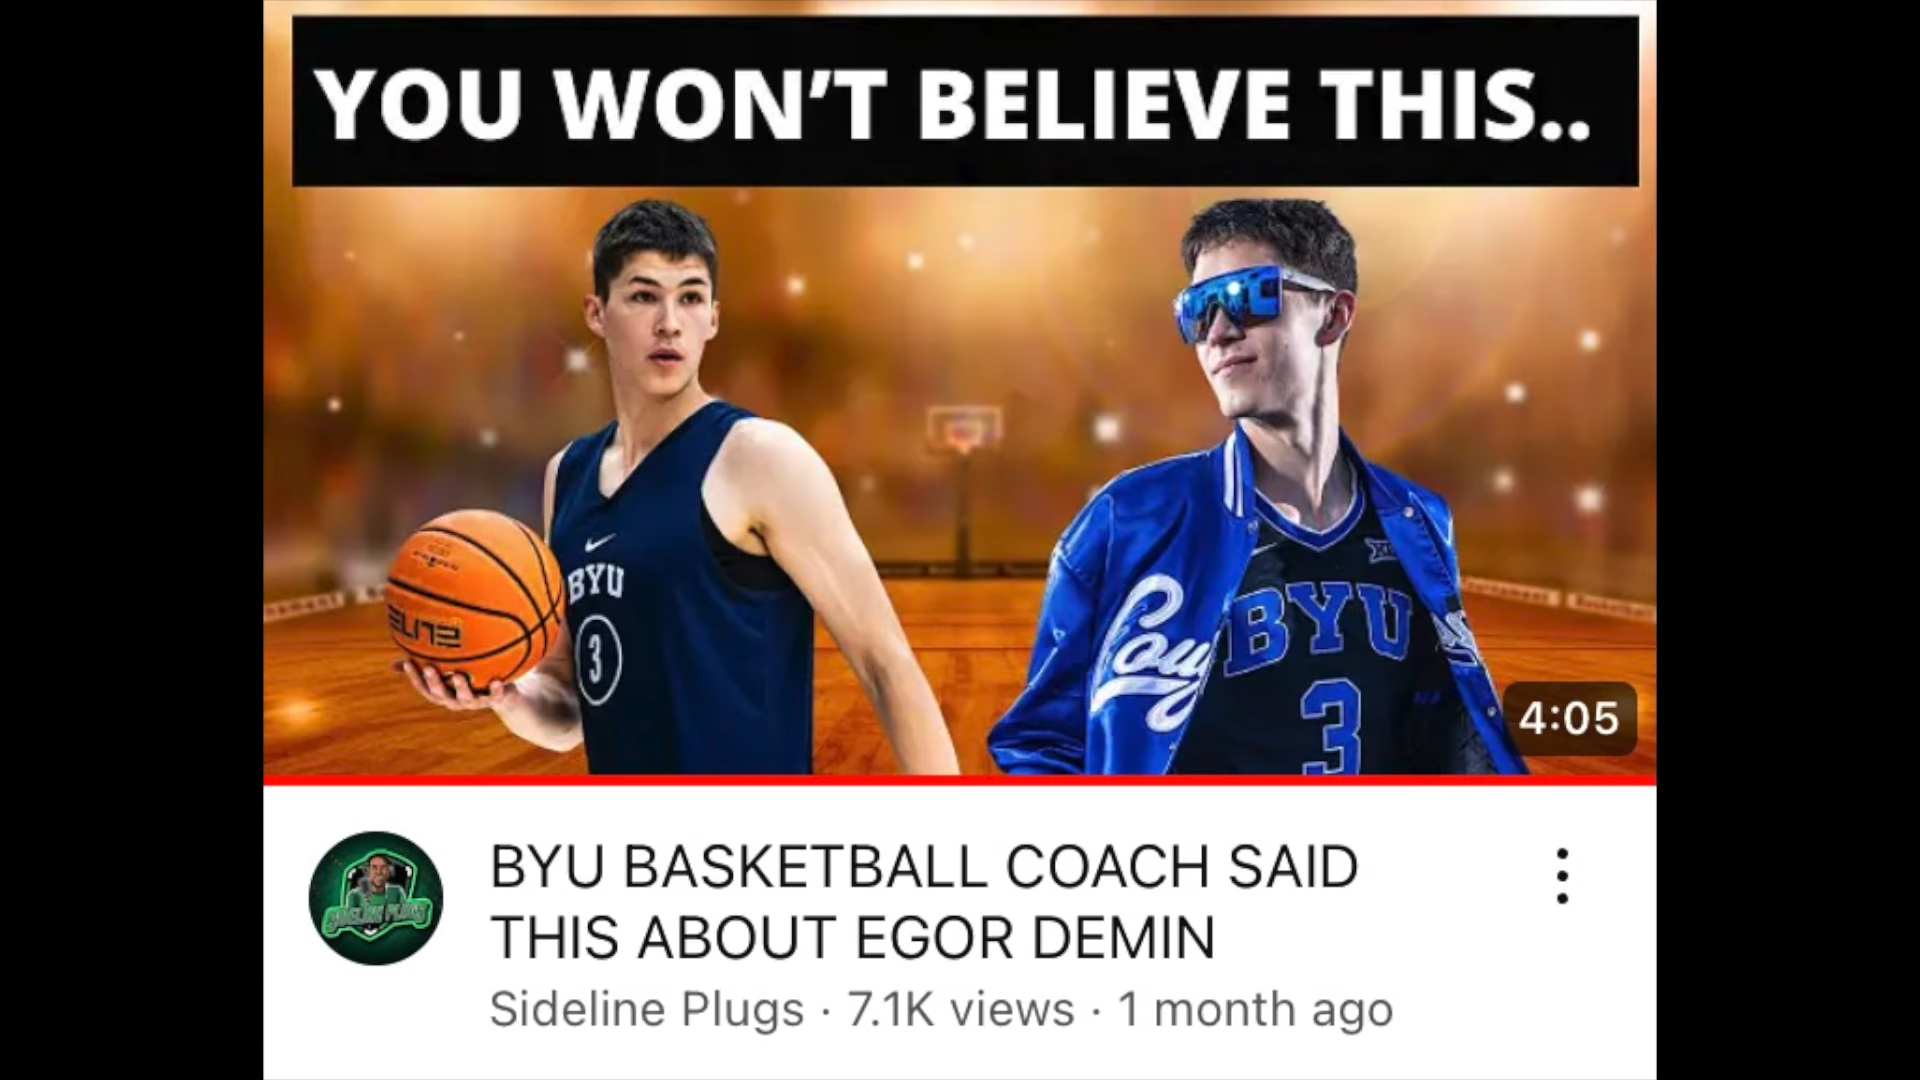 YOU WON'T BELIEVE THIS..
BYU
3
Coug
BYU
3
4:05
BYU BASKETBALL COACH SAID
THIS ABOUT EGOR DEMIN
Sideline Plugs · 7.1K views · 1 month ago